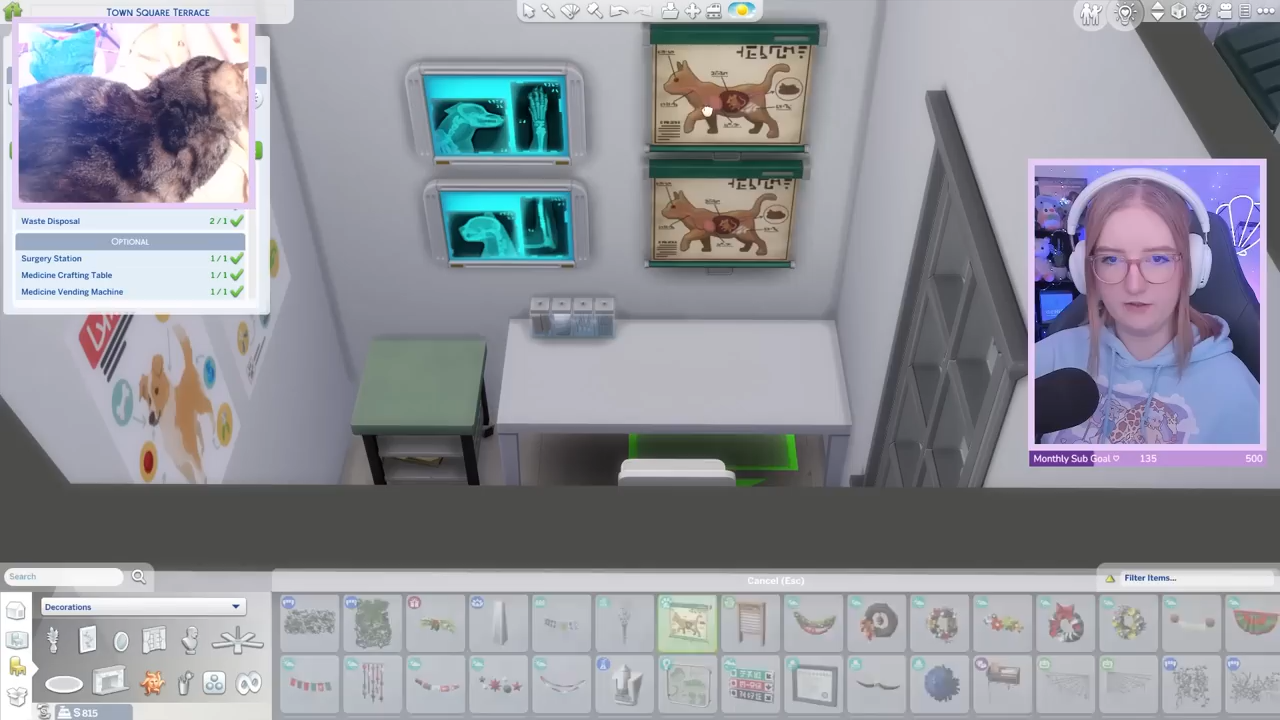 TOWN SQUARE TERRACE
Waste Disposal 2/1
OPTIONAL
Surgery Station 1/1
Medicine Crafting Table 1/1
Medicine Vending Machine 1/1
Monthly Sub Goal ♡ 135 500
Cancel (Esc)
Filter Items...
Search
Decorations
§ 815